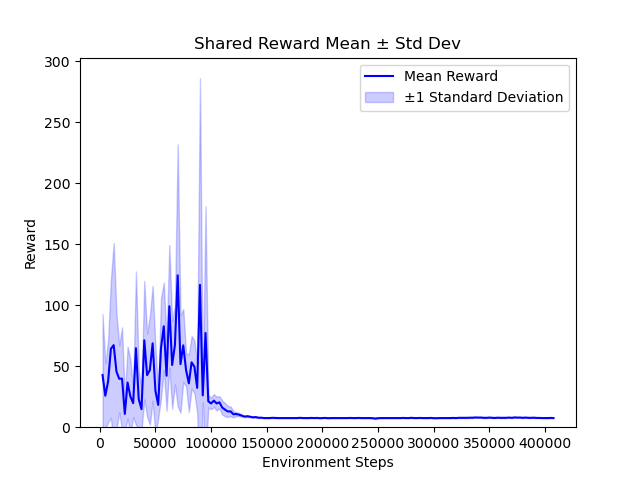 Shared Reward Mean ± Std Dev
300
250
200
150
100
50
0
Reward
Mean Reward
±1 Standard Deviation
0 50000 100000 150000 200000 250000 300000 350000 400000
Environment Steps